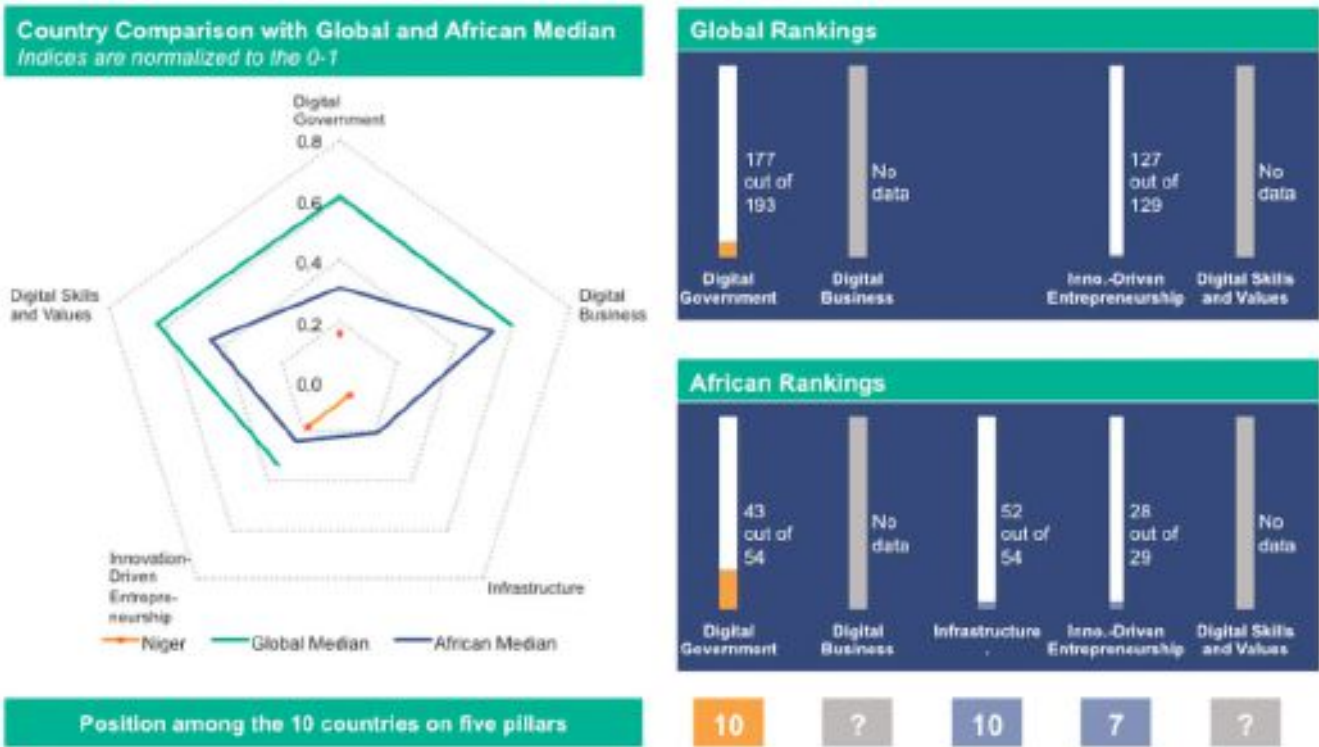 Country Comparison with Global and African Median
Indices are normalized to the 0-1
Digital
Government
0.8
0.6
0.4
0.2
0.0
Digital Skills
and Values
Digital
Business
Innovation-
Driven
Entrepre-
neurship
Infrastructure
Niger
Global Median
African Median
Global Rankings
177
out of
193
No
data
127
out of
129
No
data
Digital
Government
Digital
Business
Inno.-Driven
Entrepreneurship
Digital Skills
and Values
African Rankings
43
out of
54
No
data
52
out of
54
28
out of
29
No
data
Digital
Government
Digital
Business
Infrastructure
Inno.-Driven
Entrepreneurship
Digital Skills
and Values
Position among the 10 countries on five pillars
10
?
10
7
?